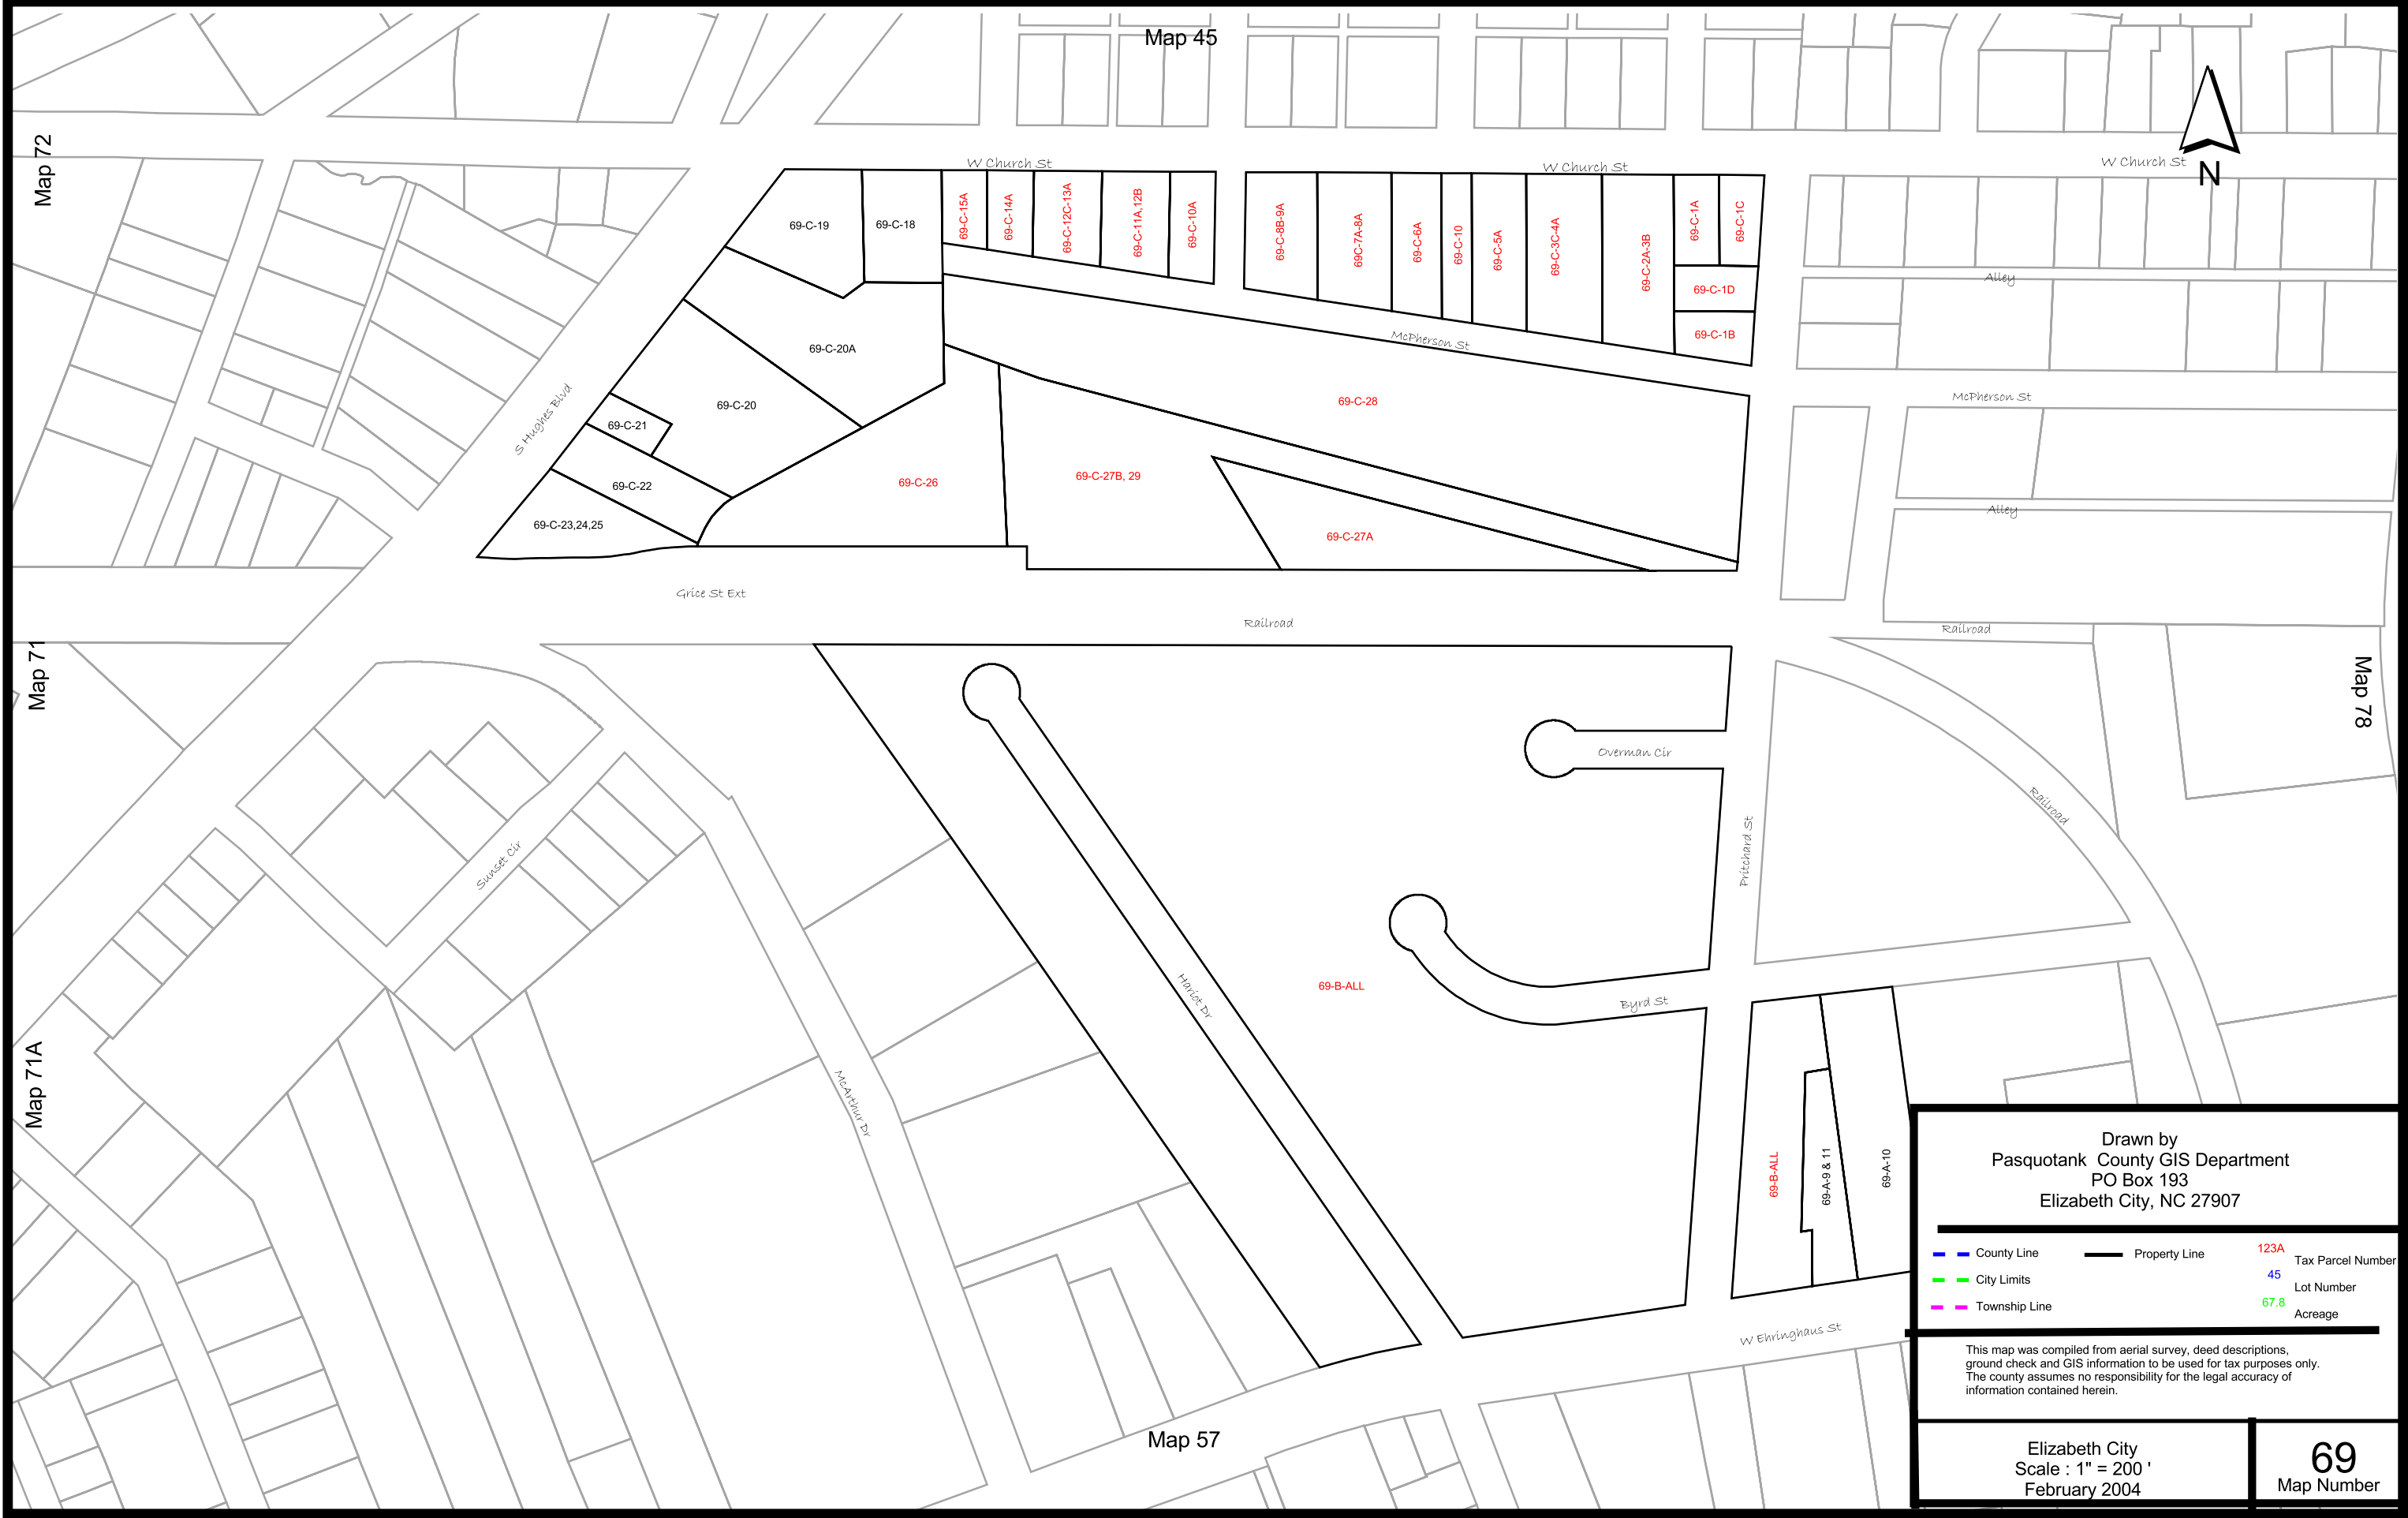 Map 45
Map 72
W Church St
W Church St
W Church St
N
69-C-19
69-C-18
69-C-15A
69-C-14A
69-C-12C-13A
69-C-11A,12B
69-C-10A
69-C-8B-9A
69C-7A-8A
69-C-6A
69-C-10
69-C-5A
69-C-3C-4A
69-C-2A-3B
69-C-1A
69-C-1C
69-C-1D
69-C-1B
Alley
McPherson St
McPherson St
69-C-20A
69-C-20
69-C-28
S Hughes Blvd
69-C-21
69-C-22
69-C-26
69-C-27B, 29
69-C-23,24,25
69-C-27A
Alley
Grice St Ext
Railroad
Railroad
Map 71
Map 78
Overman Cir
Railroad
Pritchard St
Sunset Cir
Hariot Dr
69-B-ALL
Byrd St
Map 71A
McArthur Dr
69-B-ALL
69-A-9 & 11
69-A-10
W Ehringhaus St
Map 57
Drawn by
Pasquotank County GIS Department
PO Box 193
Elizabeth City, NC 27907
County Line
Property Line
123A
Tax Parcel Number
City Limits
45
Lot Number
Township Line
67.8
Acreage
This map was compiled from aerial survey, deed descriptions,
ground check and GIS information to be used for tax purposes only.
The county assumes no responsibility for the legal accuracy of
information contained herein.
Elizabeth City
Scale : 1" = 200 '
February 2004
69
Map Number